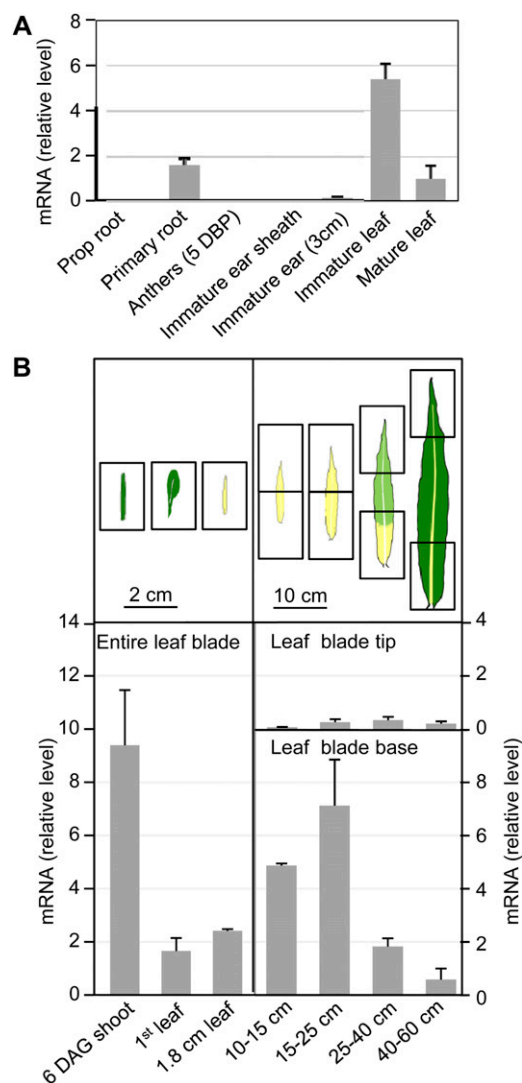 A
mRNA (relative level)
8
6
4
2
0
Prop root
Primary root
Anthers (5 DBP)
Immature ear sheath
Immature ear (3cm)
Immature leaf
Mature leaf
B
2 cm
10 cm
Entire leaf blade
Leaf blade tip
Leaf blade base
mRNA (relative level)
14
12
10
8
6
4
2
0
4
2
0
8
6
4
2
0
mRNA (relative level)
6 DAG shoot
1st leaf
1.8 cm leaf
10-15 cm
15-25 cm
25-40 cm
40-60 cm